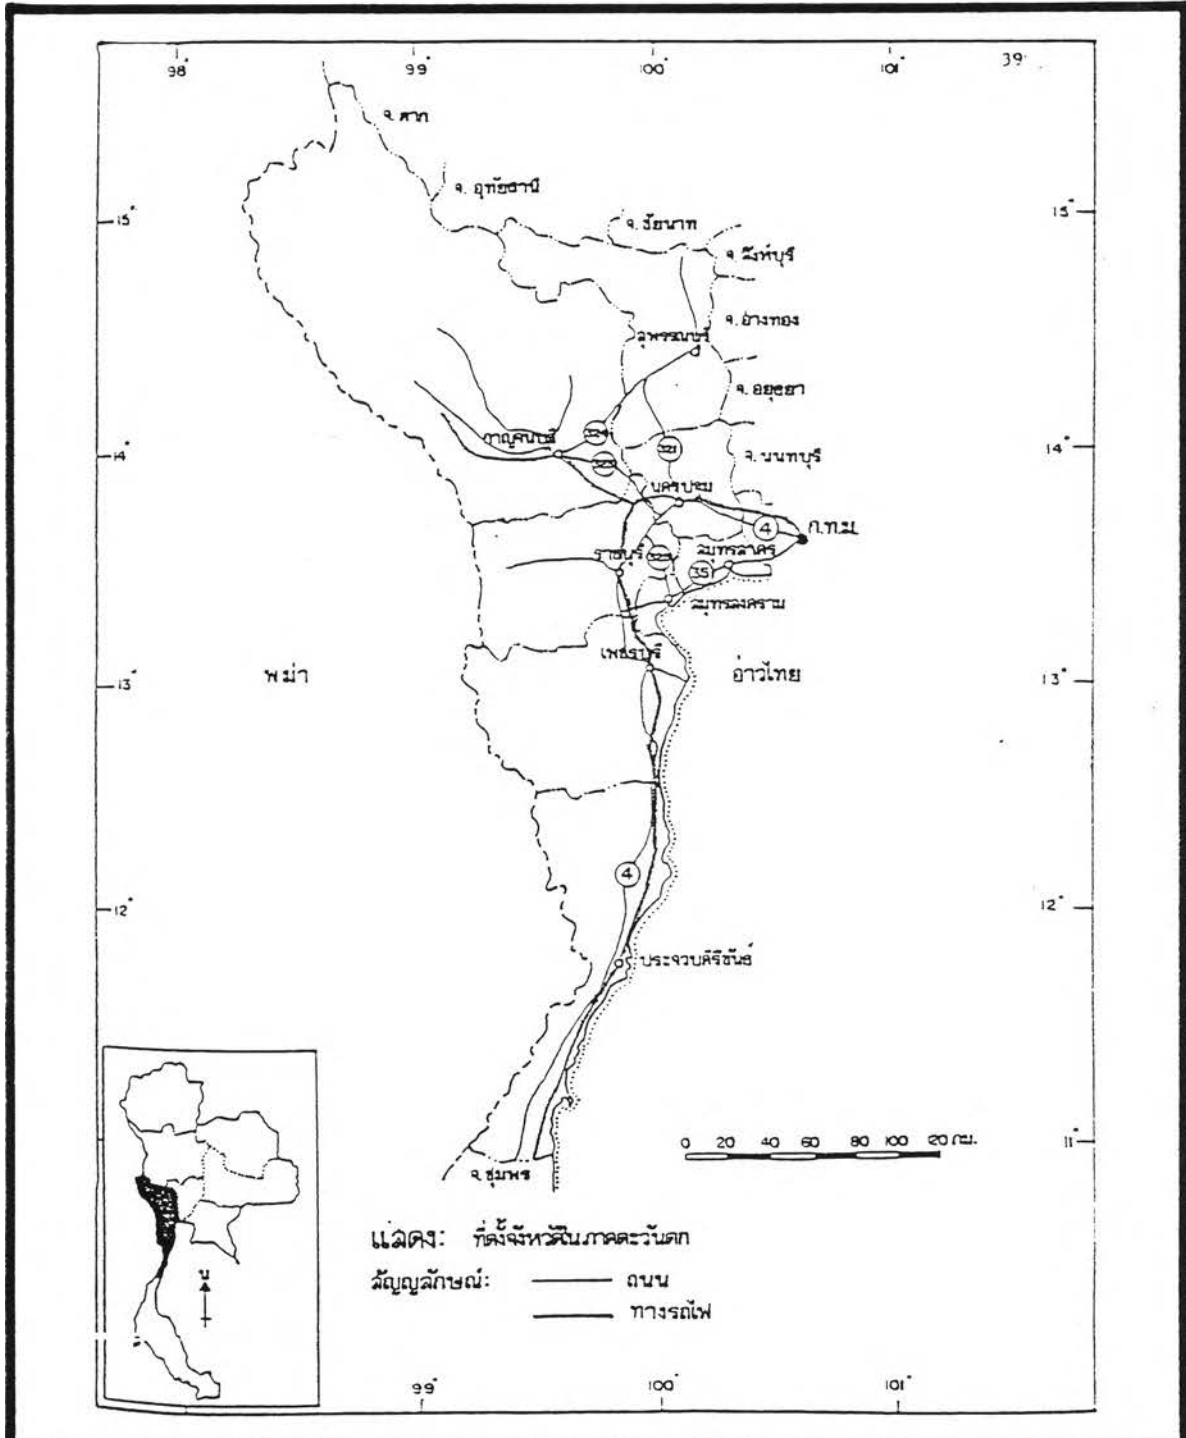 98°
99°
100°
101°
39
จ. ตาก
จ. อุทัยธานี
จ. ชัยนาท
จ. สิงห์บุรี
15°
15°
จ. อ่างทอง
สุพรรณบุรี
จ. อยุธยา
กาญจนบุรี
324
321
14°
14°
323
จ. นนทบุรี
นครปฐม
4
ก.ท.ม.
ราชบุรี
325
สมุทรสาคร
35
สมุทรสงคราม
เพชรบุรี
พม่า
อ่าวไทย
13°
13°
4
12°
12°
ประจวบคีรีขันธ์
11°
0 20 40 60 80 100 120 กม.
จ. ชุมพร
แสดง: ที่ตั้งจังหวัดในภาคตะวันตก
สัญญลักษณ์: ถนน
ทางรถไฟ
น
99°
100°
101°